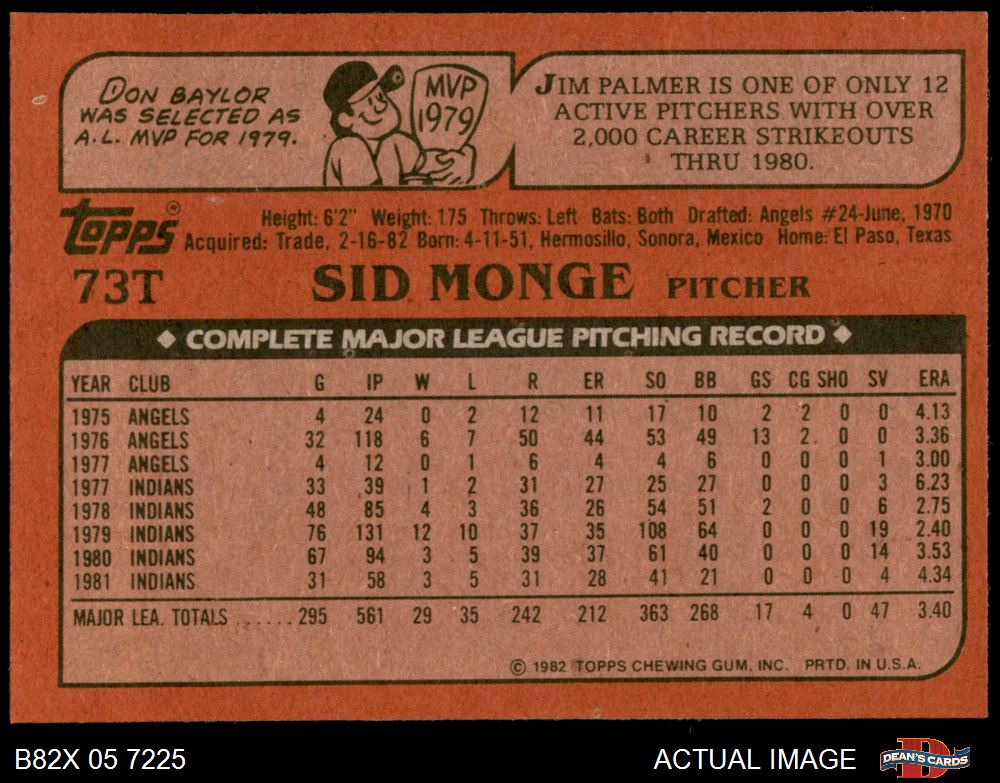 DON BAYLOR
WAS SELECTED AS
A.L. MVP FOR 1979.
MVP
1979
JIM PALMER IS ONE OF ONLY 12
ACTIVE PITCHERS WITH OVER
2,000 CAREER STRIKEOUTS
THRU 1980.
topps®
Height: 6'2" Weight: 175 Throws: Left Bats: Both Drafted: Angels #24-June, 1970
Acquired: Trade, 2-16-82 Born: 4-11-51, Hermosillo, Sonora, Mexico Home: El Paso, Texas
73T SID MONGE PITCHER
◆ COMPLETE MAJOR LEAGUE PITCHING RECORD ◆
YEAR CLUB G IP W L R ER SO BB GS CG SHO SV ERA
1975 ANGELS 4 24 0 2 12 11 17 10 2 2 0 0 4.13
1976 ANGELS 32 118 6 7 50 44 53 49 13 2 0 0 3.36
1977 ANGELS 4 12 0 1 6 4 4 6 0 0 0 1 3.00
1977 INDIANS 33 39 1 2 31 27 25 27 0 0 0 3 6.23
1978 INDIANS 48 85 4 3 36 26 54 51 2 0 0 6 2.75
1979 INDIANS 76 131 12 10 37 35 108 64 0 0 0 19 2.40
1980 INDIANS 67 94 3 5 39 37 61 40 0 0 0 14 3.53
1981 INDIANS 31 58 3 5 31 28 41 21 0 0 0 4 4.34
MAJOR LEA. TOTALS ...... 295 561 29 35 242 212 363 268 17 4 0 47 3.40
© 1982 TOPPS CHEWING GUM, INC. PRTD. IN U.S.A.
B82X 05 7225 ACTUAL IMAGE DEAN'S CARDS